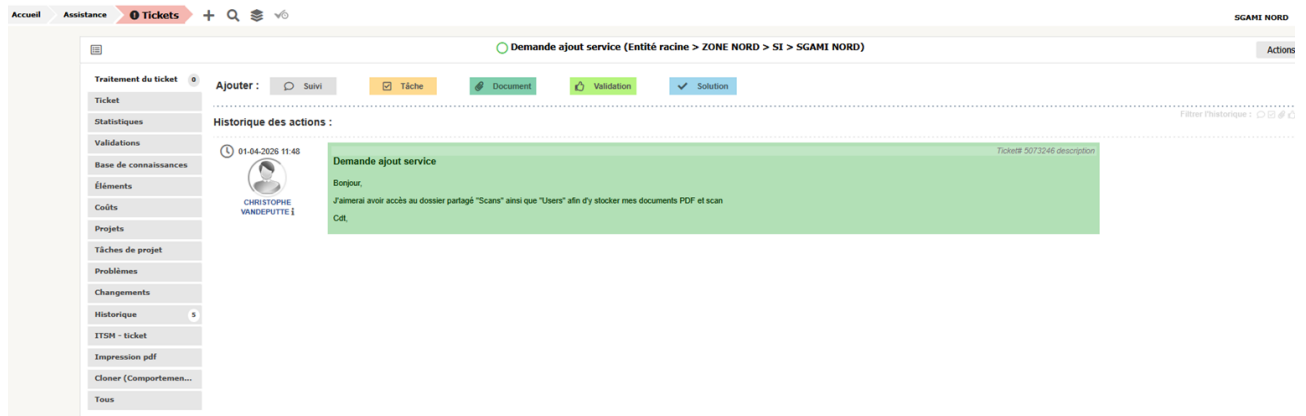 Accueil Assistance Tickets
SGAMI NORD
Demande ajout service (Entité racine > ZONE NORD > SI > SGAMI NORD)
Actions
Traitement du ticket 0
Ticket
Statistiques
Validations
Base de connaissances
Éléments
Coûts
Projets
Tâches de projet
Problèmes
Changements
Historique 5
ITSM - ticket
Impression pdf
Cloner (Comportemen...
Tous
Ajouter : Suivi Tâche Document Validation Solution
Filtrer l'historique :
Historique des actions :
01-04-2026 11:48
CHRISTOPHE
VANDEPUTTE
Ticket# 5073246 description
Demande ajout service
Bonjour,
J'aimerai avoir accès au dossier partagé "Scans" ainsi que "Users" afin d'y stocker mes documents PDF et scan
Cdt,